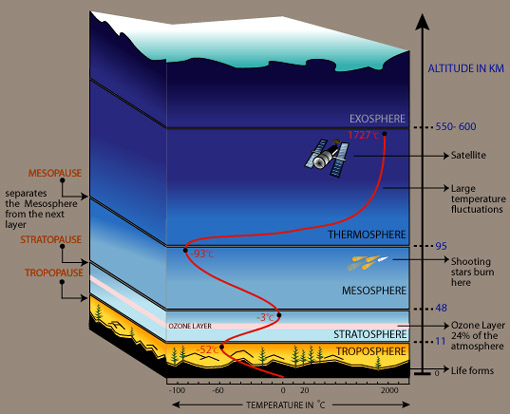 ALTITUDE IN KM
EXOSPHERE
550- 600
1727°c
Satellite
MESOPAUSE
separates
the Mesosphere
from the next
layer
Large
temperature
fluctuations
STRATOPAUSE
THERMOSPHERE
95
-93°c
TROPOPAUSE
Shooting
stars burn
here
MESOSPHERE
48
-3°c
OZONE LAYER
Ozone Layer
24% of the
atmosphere
STRATOSPHERE
11
-52°c
TROPOSPHERE
Life forms
0
-100 -60 0 20 2000
TEMPERATURE IN °C